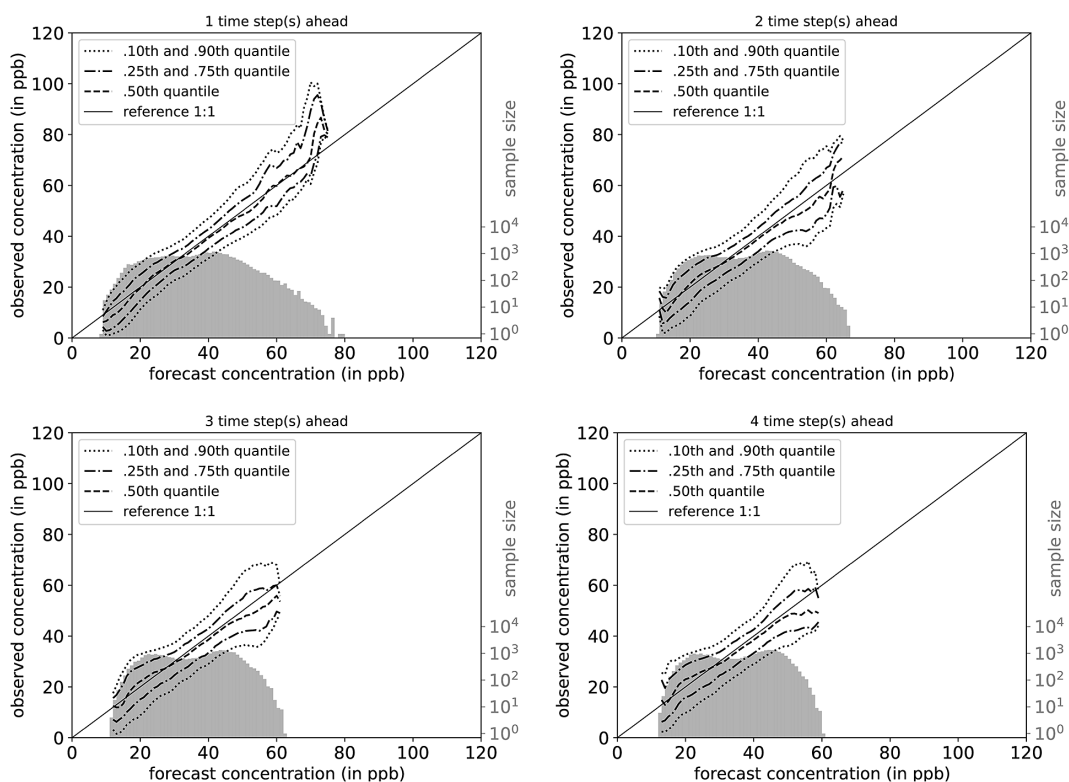 1 time step(s) ahead
120
100
80
60
40
20
0
observed concentration (in ppb)
.10th and .90th quantile
.25th and .75th quantile
.50th quantile
reference 1:1
sample size
10⁴
10³
10²
10¹
10⁰
0 20 40 60 80 100 120
forecast concentration (in ppb)
2 time step(s) ahead
120
100
80
60
40
20
0
observed concentration (in ppb)
.10th and .90th quantile
.25th and .75th quantile
.50th quantile
reference 1:1
sample size
10⁴
10³
10²
10¹
10⁰
0 20 40 60 80 100 120
forecast concentration (in ppb)
3 time step(s) ahead
120
100
80
60
40
20
0
observed concentration (in ppb)
.10th and .90th quantile
.25th and .75th quantile
.50th quantile
reference 1:1
sample size
10⁴
10³
10²
10¹
10⁰
0 20 40 60 80 100 120
forecast concentration (in ppb)
4 time step(s) ahead
120
100
80
60
40
20
0
observed concentration (in ppb)
.10th and .90th quantile
.25th and .75th quantile
.50th quantile
reference 1:1
sample size
10⁴
10³
10²
10¹
10⁰
0 20 40 60 80 100 120
forecast concentration (in ppb)